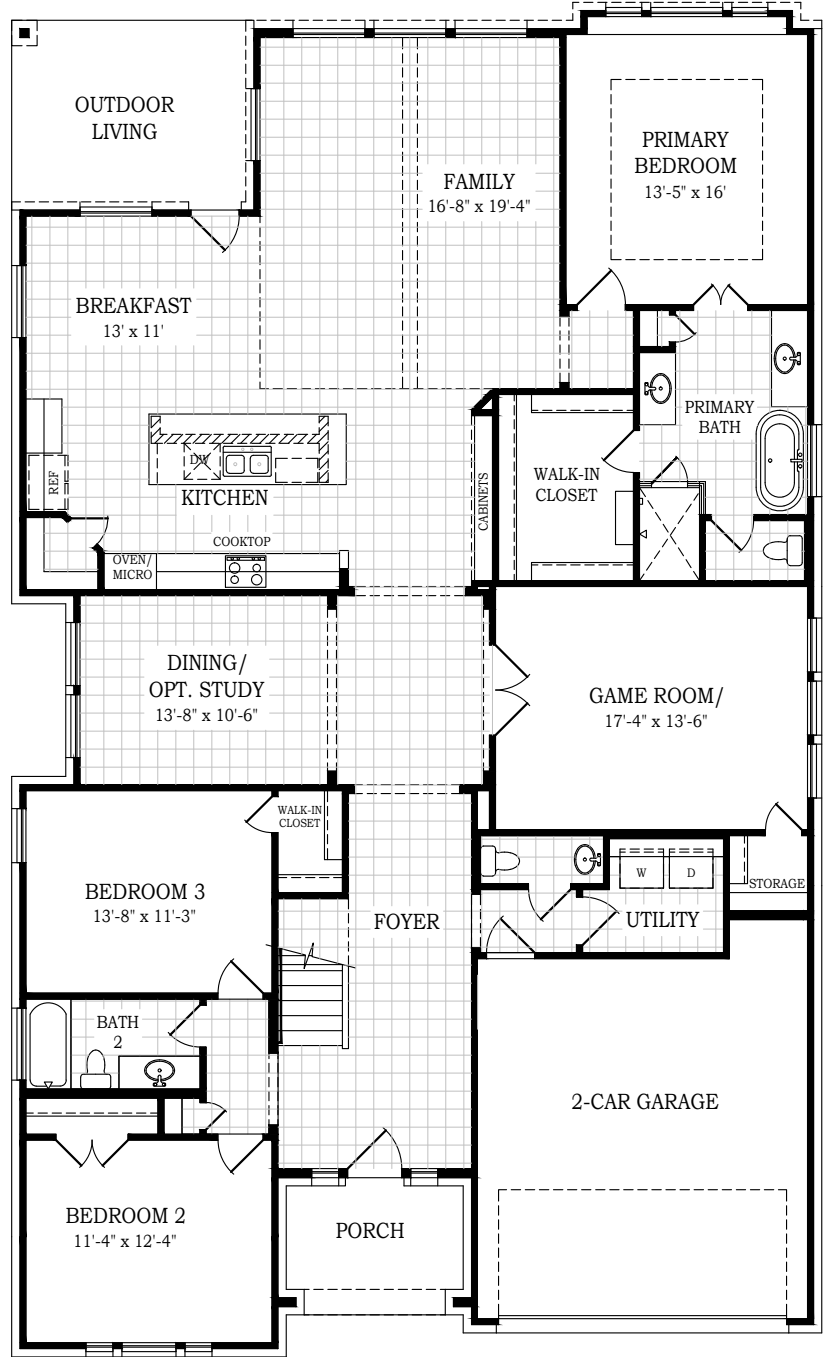 OUTDOOR
LIVING
FAMILY
16'-8" x 19'-4"
PRIMARY
BEDROOM
13'-5" x 16'
BREAKFAST
13' x 11'
PRIMARY
BATH
REF
DW
KITCHEN
CABINETS
WALK-IN
CLOSET
COOKTOP
OVEN/
MICRO
DINING/
OPT. STUDY
13'-8" x 10'-6"
GAME ROOM/
17'-4" x 13'-6"
WALK-IN
CLOSET
BEDROOM 3
13'-8" x 11'-3"
FOYER
W
D
STORAGE
UTILITY
BATH
2
2-CAR GARAGE
BEDROOM 2
11'-4" x 12'-4"
PORCH